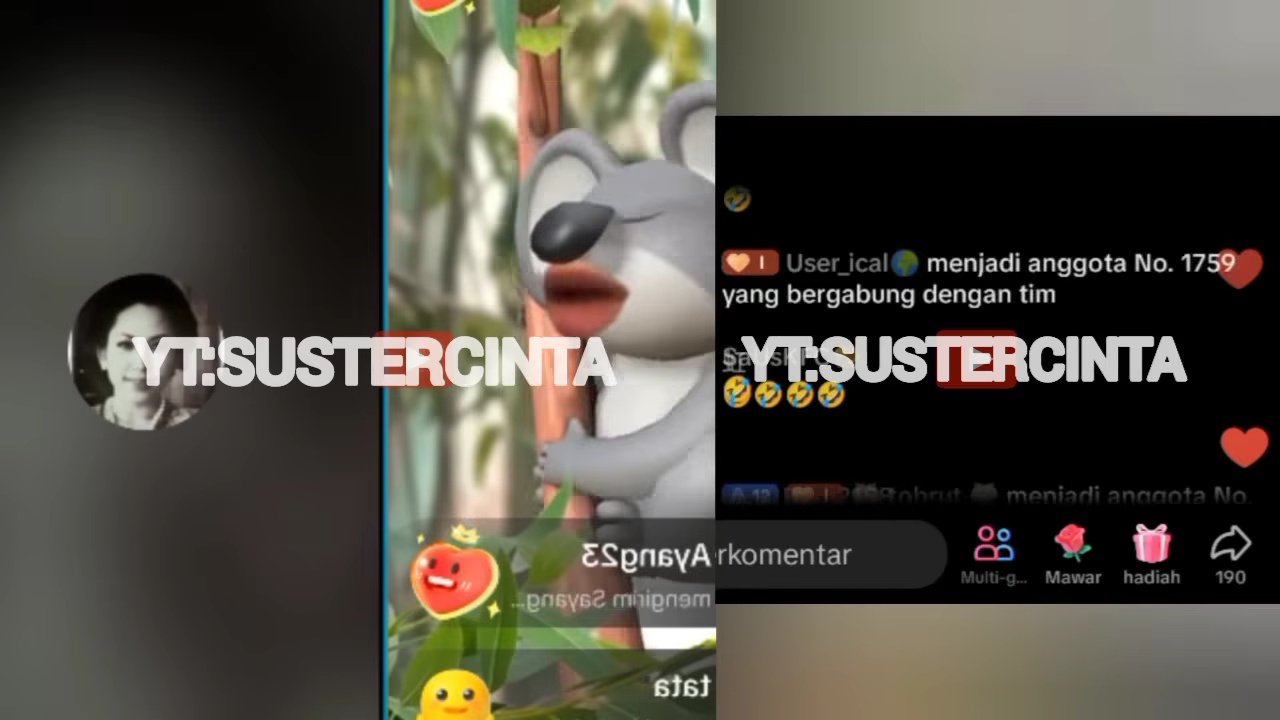 YT:SUSTERCINTA
YT:SUSTERCINTA
Ayang23
mengirim Sayang...
tata
I User_ical🌍 menjadi anggota No. 1759
yang bergabung dengan tim
🤣
🤣🤣🤣🤣
12
menjadi anggota No.
rkomentar
Multi-g...
Mawar
hadiah
190